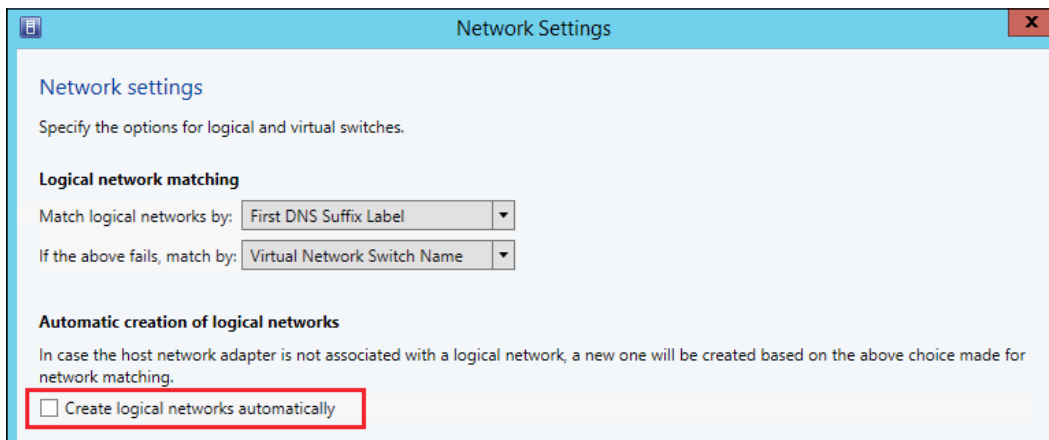 Network Settings
x
Network settings
Specify the options for logical and virtual switches.
Logical network matching
Match logical networks by: First DNS Suffix Label
If the above fails, match by: Virtual Network Switch Name
Automatic creation of logical networks
In case the host network adapter is not associated with a logical network, a new one will be created based on the above choice made for
network matching.
Create logical networks automatically